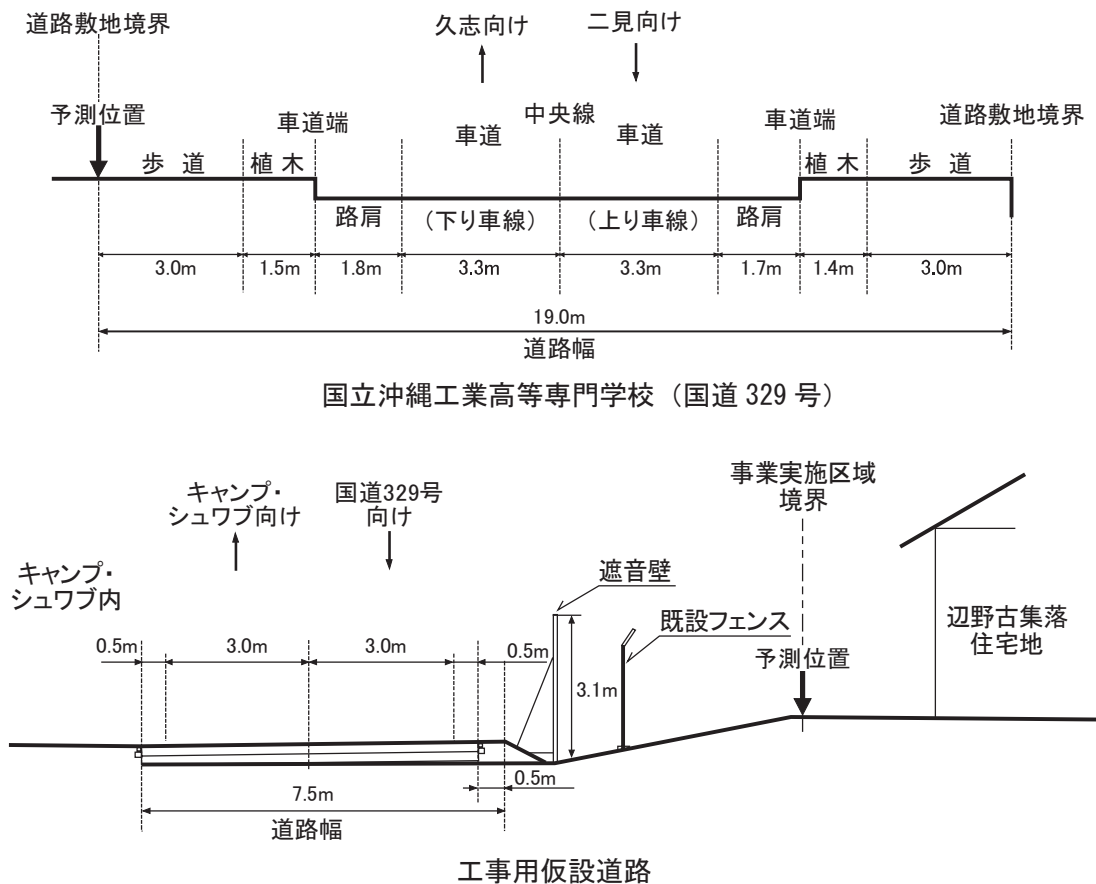 久志向け
二見向け
道路敷地境界
予測位置
車道端
車道
中央線
車道
車道端
道路敷地境界
歩 道
植 木
植 木
歩 道
路肩
(下り車線)
(上り車線)
路肩
3.0m
1.5m
1.8m
3.3m
3.3m
1.7m
1.4m
3.0m
19.0m
道路幅
国立沖縄工業高等専門学校（国道 329 号）
キャンプ・
シュワブ向け
国道329号
向け
事業実施区域
境界
キャンプ・
シュワブ内
遮音壁
既設フェンス
辺野古集落
住宅地
0.5m
3.0m
3.0m
0.5m
予測位置
3.1m
0.5m
7.5m
道路幅
工事用仮設道路